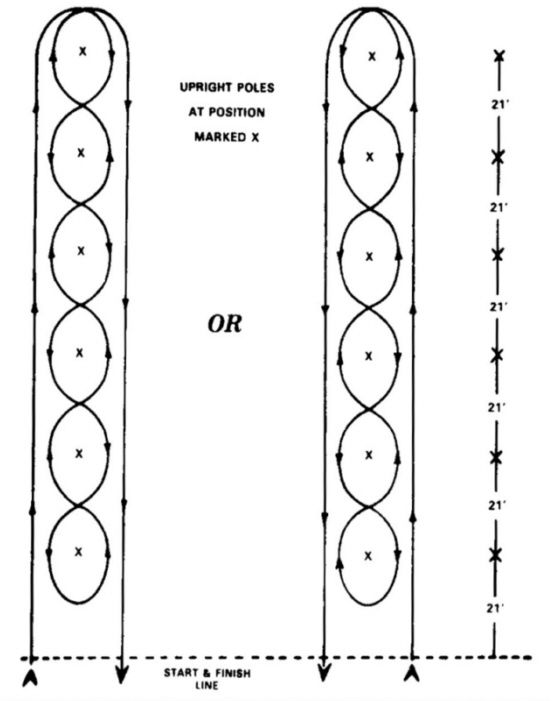 UPRIGHT POLES
AT POSITION
MARKED X
X
X
X
X
X
X
OR
X
X
X
X
X
X
21'
21'
21'
21'
21'
21'
START & FINISH
LINE